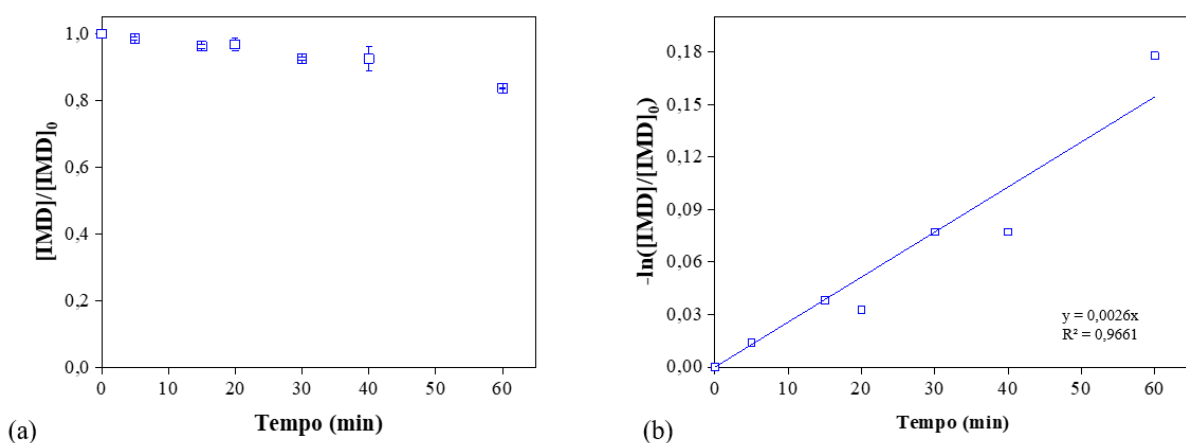 1,0
0,8
0,6
0,4
0,2
0,0
[IMD]/[IMD]0
0 10 20 30 40 50 60
Tempo (min)
(a)
0,18
0,15
0,12
0,09
0,06
0,03
0,00
-ln([IMD]/[IMD]0)
y = 0,0026x
R² = 0,9661
0 10 20 30 40 50 60
Tempo (min)
(b)